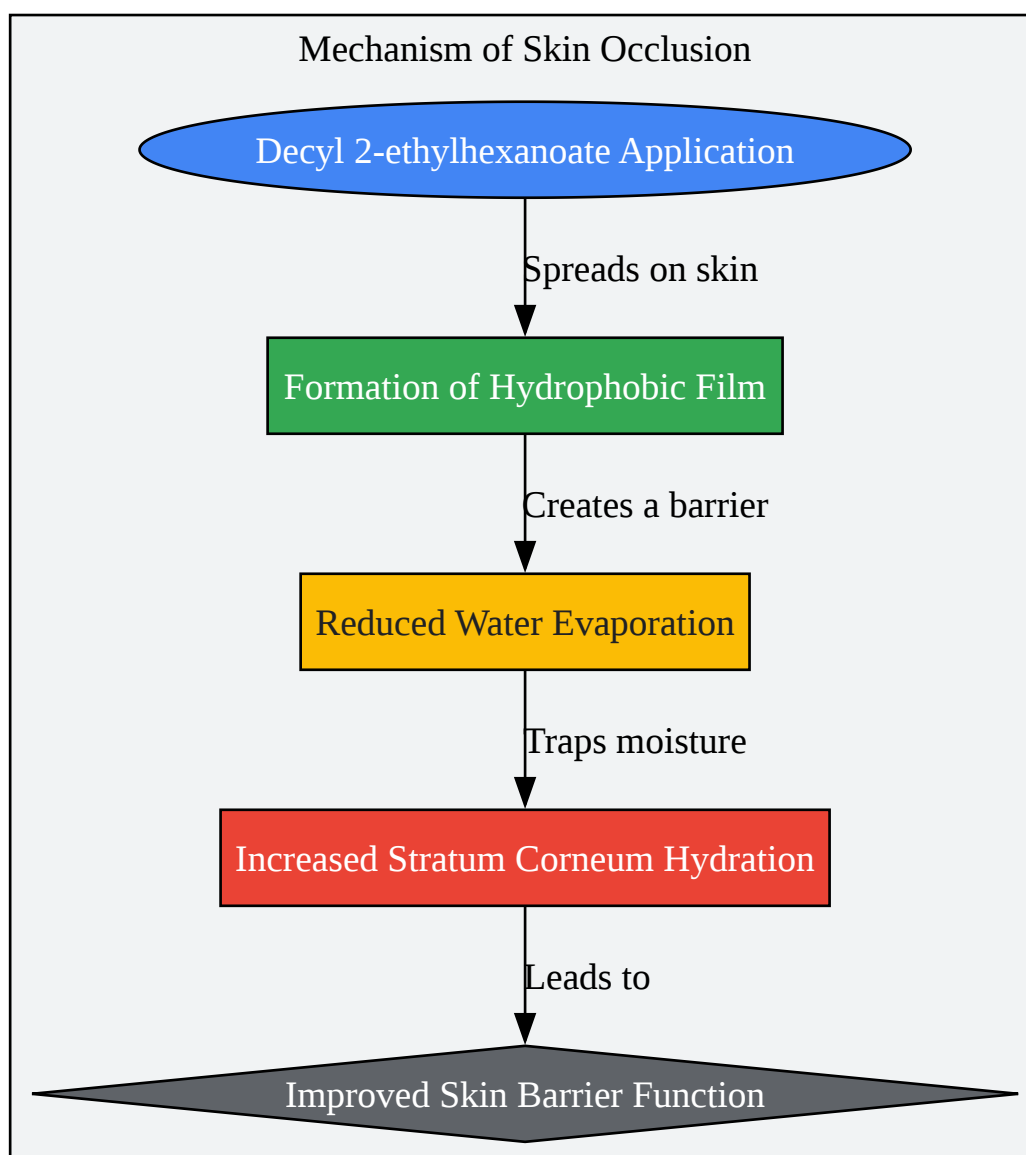 Mechanism of Skin Occlusion
Decyl 2-ethylhexanoate Application
Spreads on skin
Formation of Hydrophobic Film
Creates a barrier
Reduced Water Evaporation
Traps moisture
Increased Stratum Corneum Hydration
Leads to
Improved Skin Barrier Function